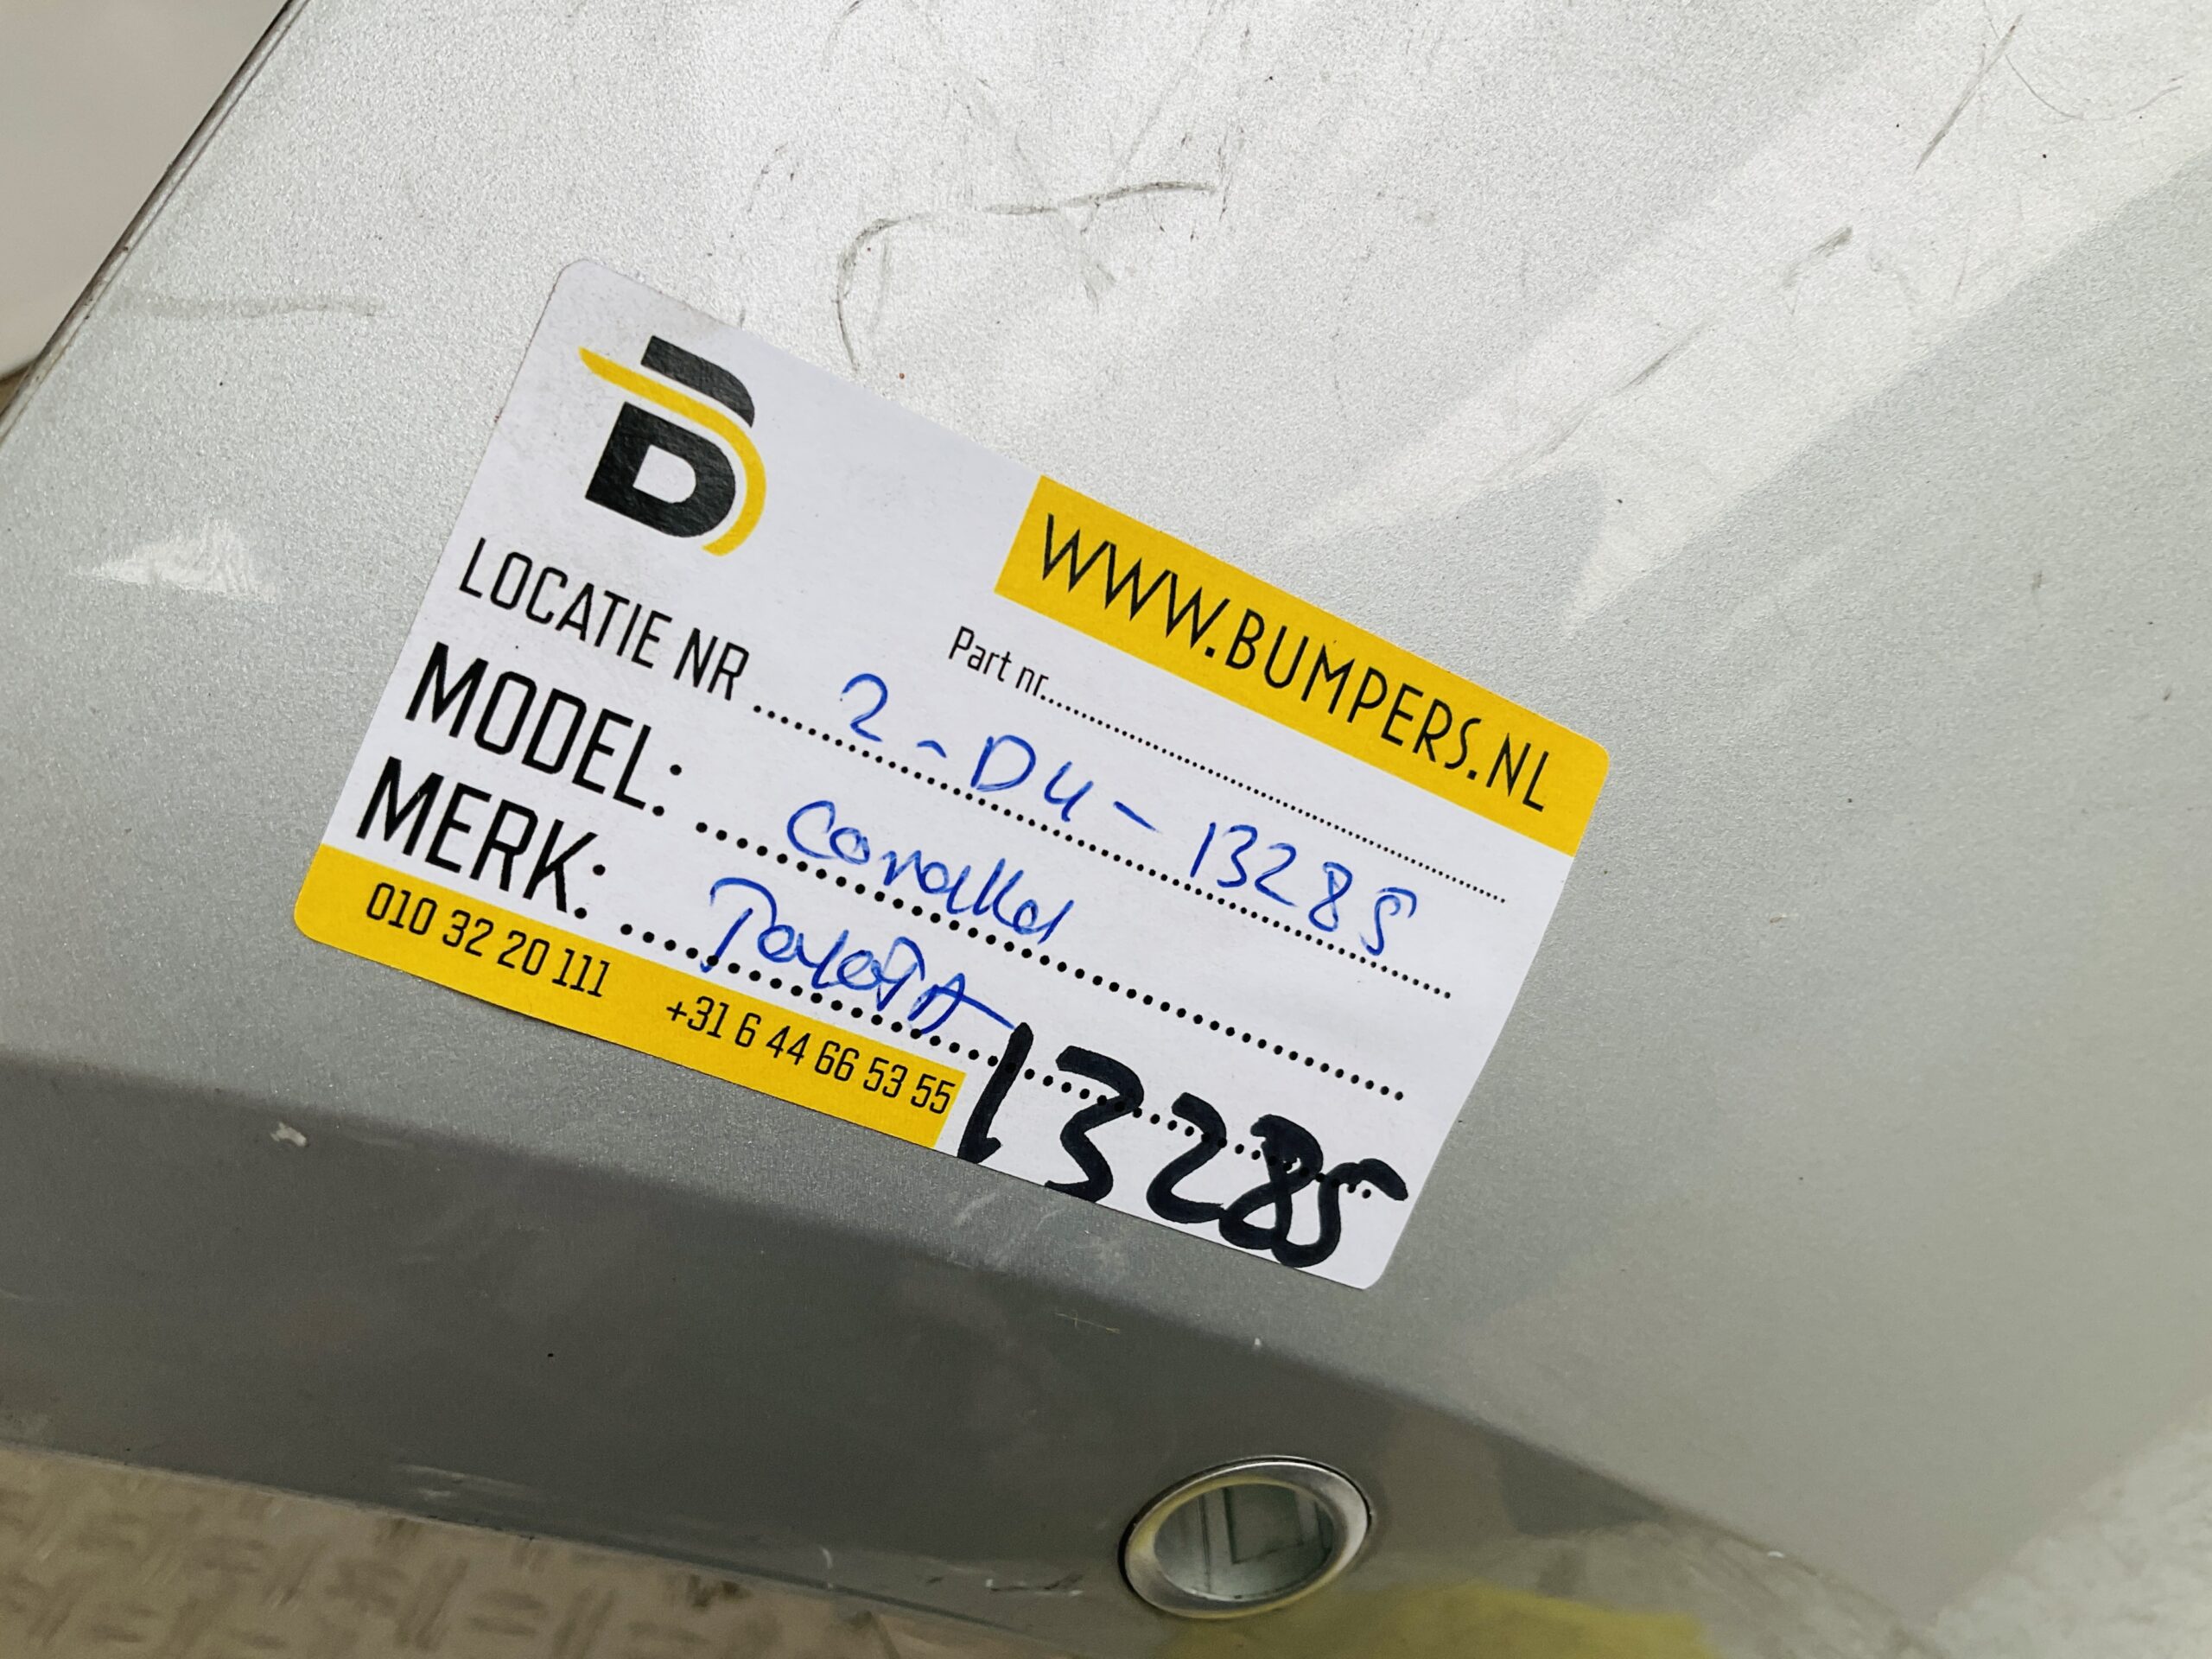 B
WWW.BUMPERS.NL
Part nr..........
LOCATIE NR .......... 2-D4-13285
MODEL: .......... Corolla
MERK: .......... ToyoTA
010 32 20 111 +31 6 44 66 53 55
13285